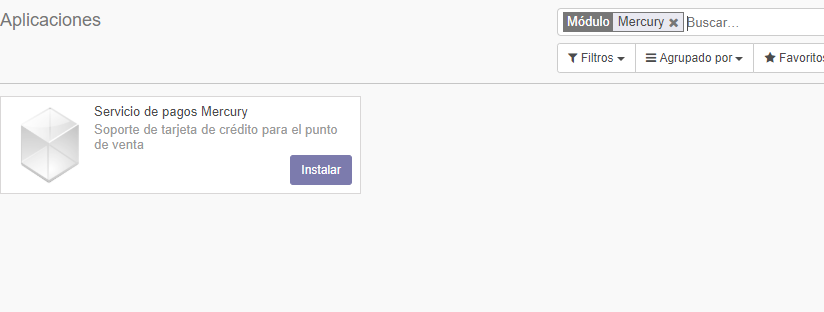 Aplicaciones
Módulo Mercury Buscar...
Filtros Agrupado por Favoritos
Servicio de pagos Mercury
Soporte de tarjeta de crédito para el punto
de venta
Instalar